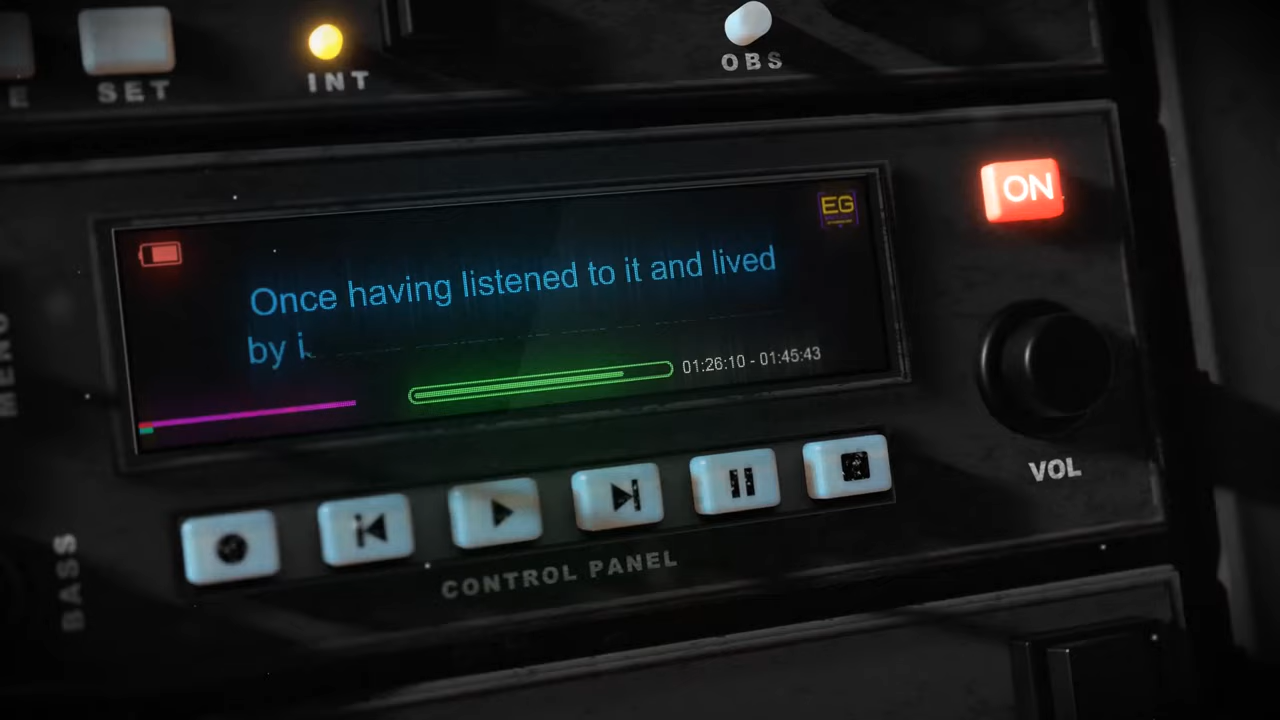 E
SET
INT
OBS
ON
EG
Once having listened to it and lived
by i
01:26:10 - 01:45:43
MENU
VOL
CONTROL PANEL
BASS